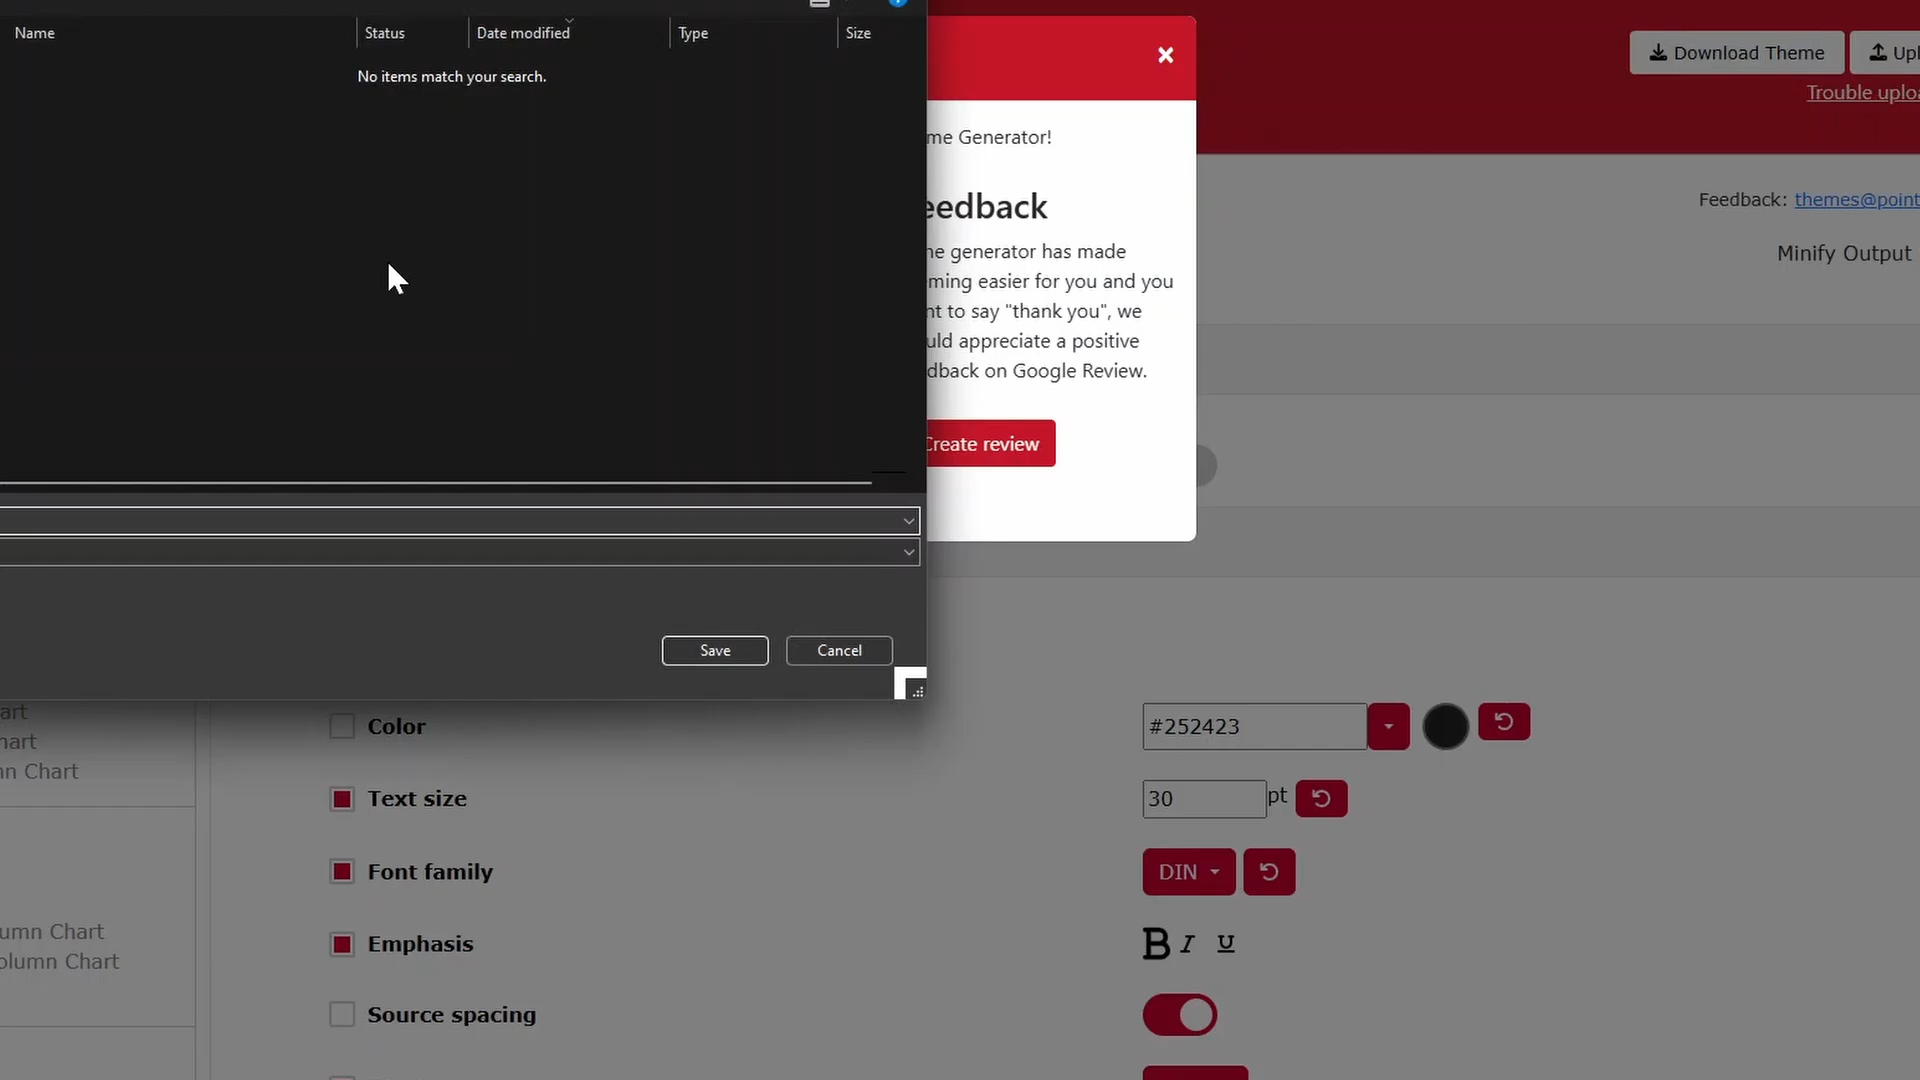 Name
Status
Date modified
Type
Size
No items match your search.
Save
Cancel
me Generator!
eedback
ne generator has made
ming easier for you and you
nt to say "thank you", we
uld appreciate a positive
dback on Google Review.
Create review
Download Theme
Upl
Trouble uploa
Feedback: themes@point
Minify Output
art
hart
n Chart
umn Chart
olumn Chart
Color
#252423
Text size
30
pt
Font family
DIN
Emphasis
B I U
Source spacing